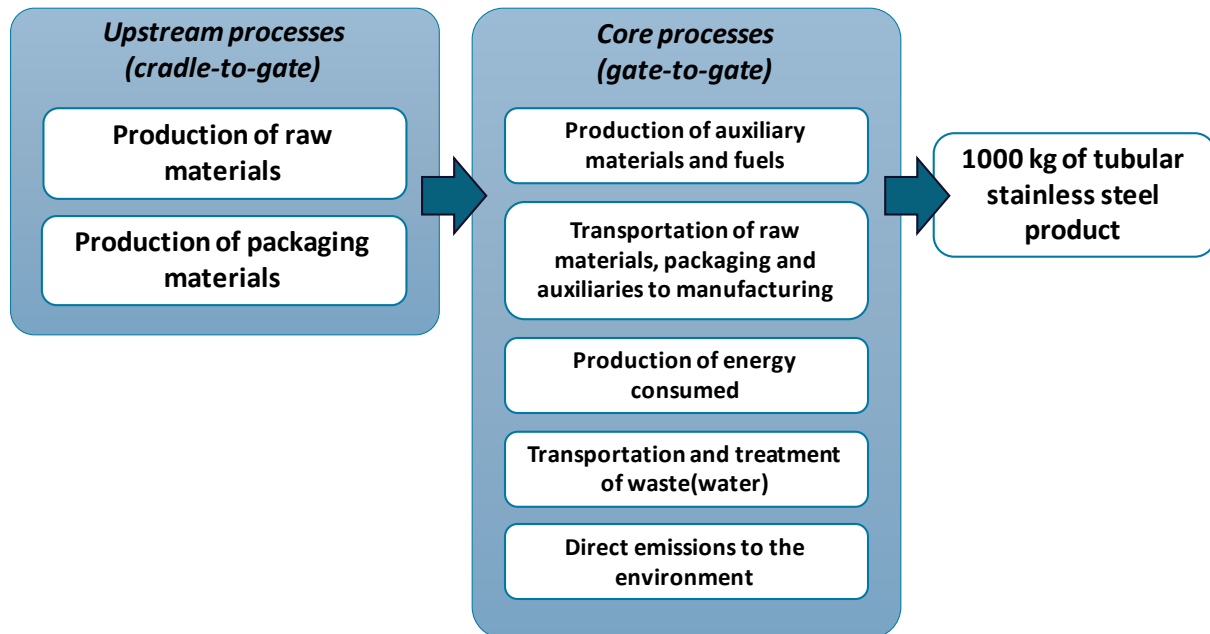 Upstream processes
(cradle-to-gate)
Production of raw
materials
Production of packaging
materials
Core processes
(gate-to-gate)
Production of auxiliary
materials and fuels
Transportation of raw
materials, packaging and
auxiliaries to manufacturing
Production of energy
consumed
Transportation and treatment
of waste(water)
Direct emissions to the
environment
1000 kg of tubular
stainless steel
product